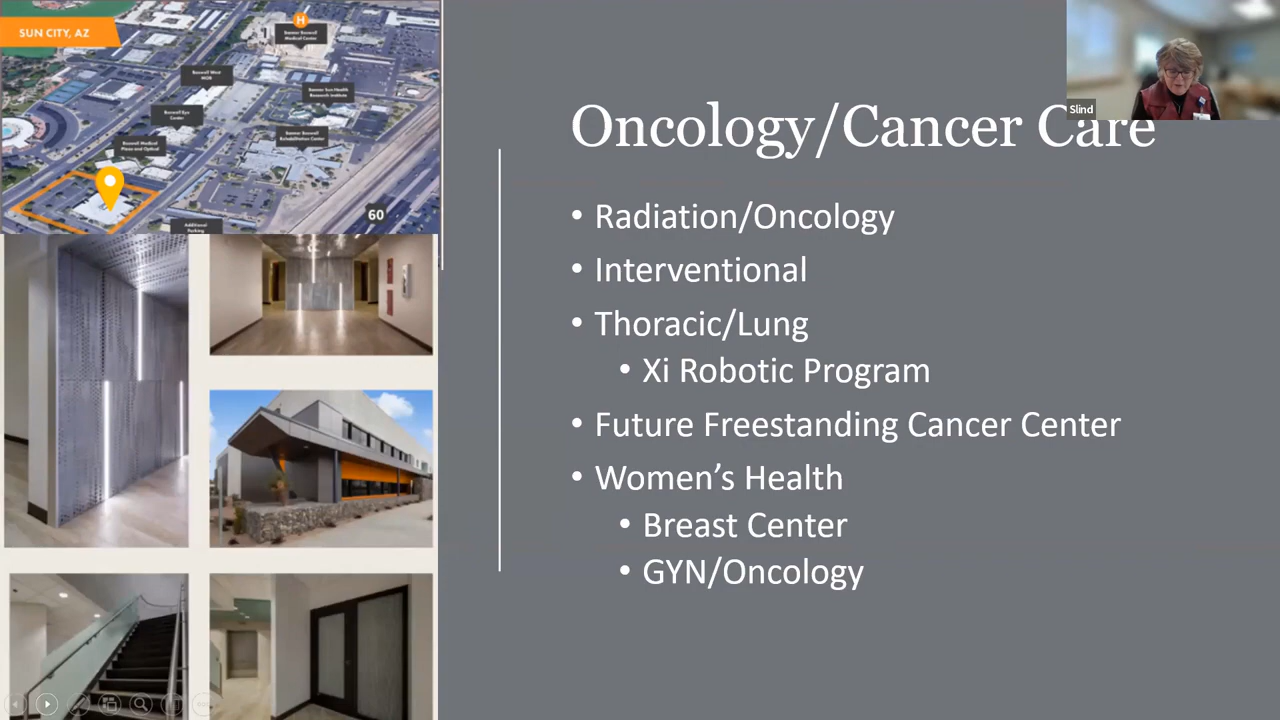 SUN CITY, AZ
H
Banner Boswell
Medical Center
Boswell West
MOB
Banner Sun Health
Research Institute
Boswell Eye
Center
Banner Boswell
Rehabilitation Center
Boswell Medical
Plaza and Optical
60
Additional
Parking
Slind
Oncology/Cancer Care
• Radiation/Oncology
• Interventional
• Thoracic/Lung
• Xi Robotic Program
• Future Freestanding Cancer Center
• Women’s Health
• Breast Center
• GYN/Oncology